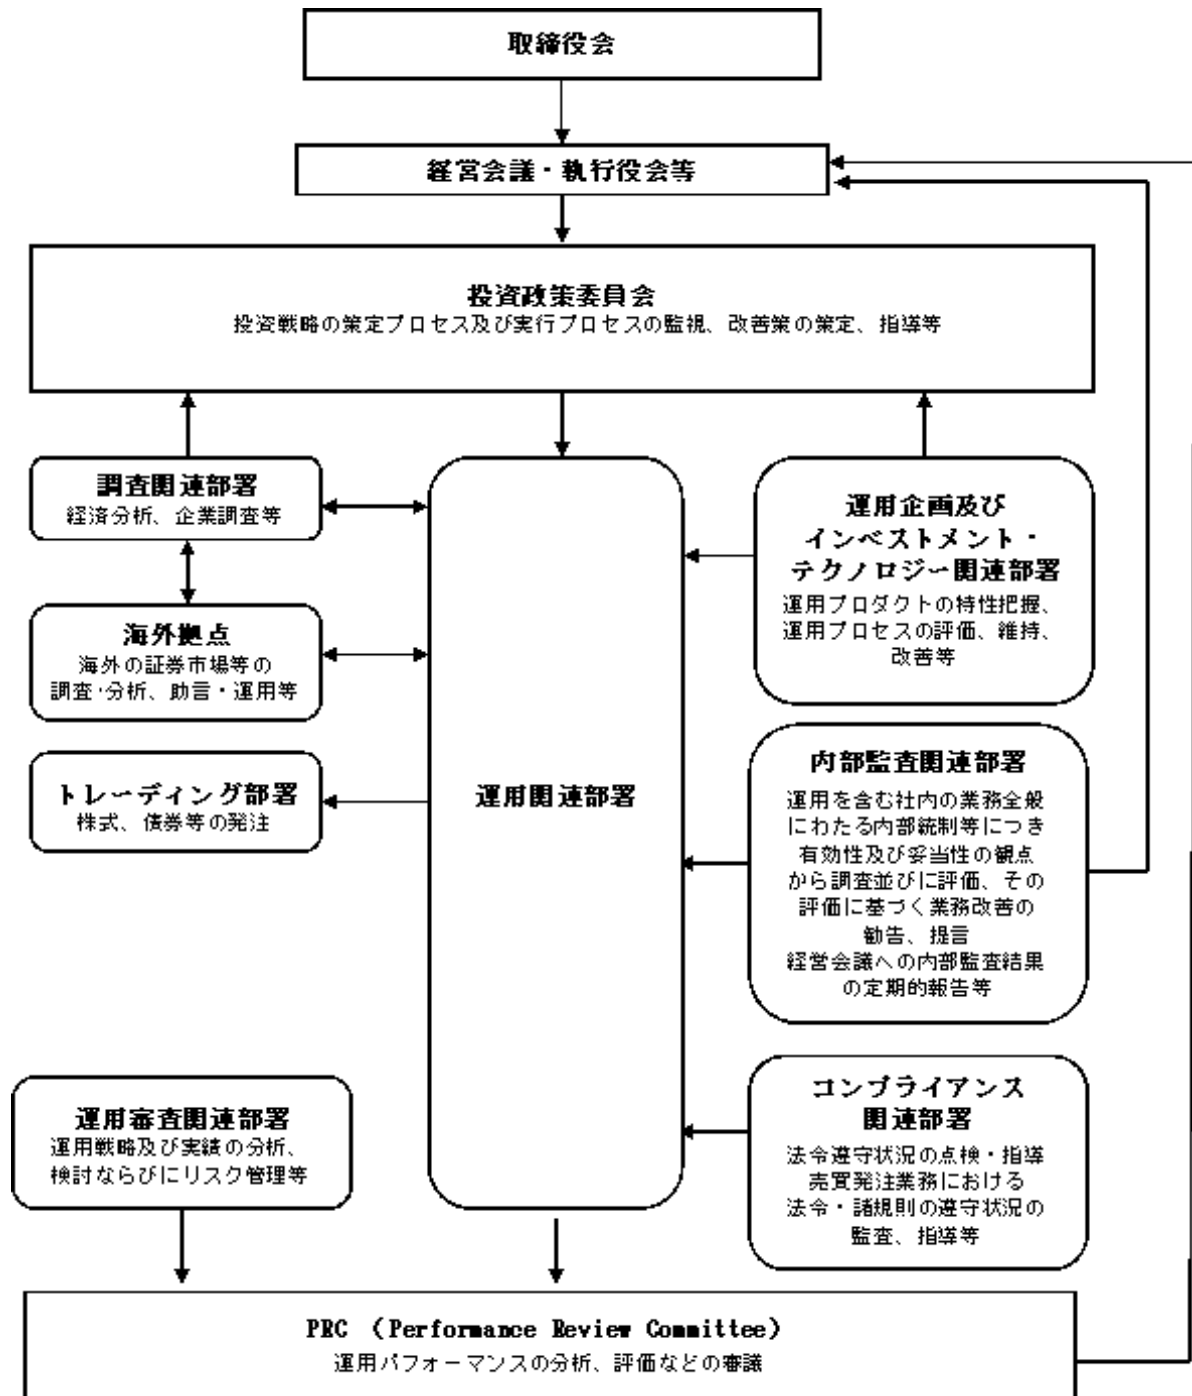 取締役会
経営会議・執行役会等
投資政策委員会
投資戦略の策定プロセス及び実行プロセスの監視、改善策の策定、指導等
調査関連部署
経済分析、企業調査等
海外拠点
海外の証券市場等の
調査・分析、助言・運用等
トレーディング部署
株式、債券等の発注
運用審査関連部署
運用戦略及び実績の分析、
検討ならびにリスク管理等
運用関連部署
運用企画及び
インベストメント・
テクノロジー関連部署
運用プロダクトの特性把握、
運用プロセスの評価、維持、
改善等
内部監査関連部署
運用を含む社内の業務全般
にわたる内部統制等につき
有効性及び妥当性の観点
から調査並びに評価、その
評価に基づく業務改善の
勧告、提言
経営会議への内部監査結果
の定期的報告等
コンプライアンス
関連部署
法令遵守状況の点検・指導
売買発注業務における
法令・諸規則の遵守状況の
監査、指導等
PRC （Performance Review Committee）
運用パフォーマンスの分析、評価などの審議